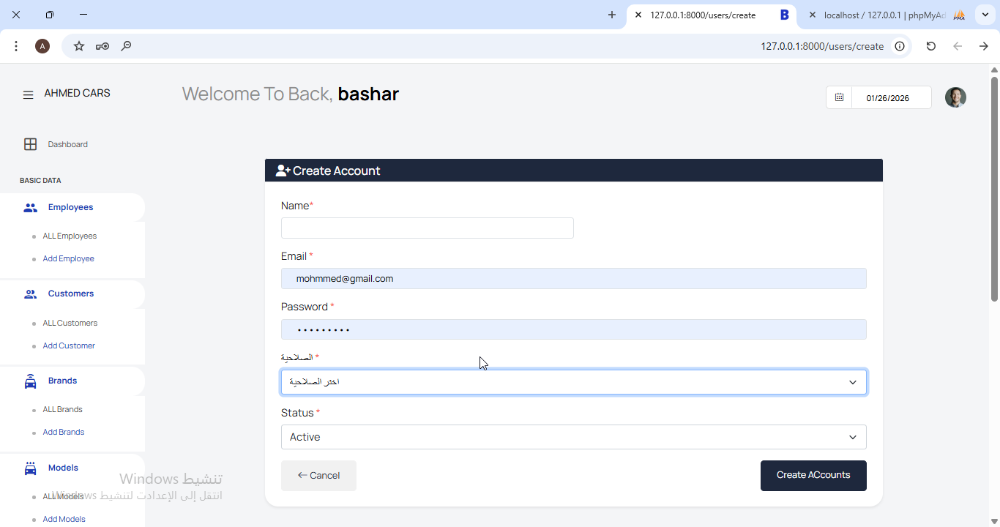 127.0.0.1:8000/users/create
localhost / 127.0.0.1 | phpMyAd
PMA
A
127.0.0.1:8000/users/create
AHMED CARS
Welcome To Back, bashar
01/26/2026
Dashboard
BASIC DATA
Employees
ALL Employees
Add Employee
Customers
ALL Customers
Add Customer
Brands
ALL Brands
Add Brands
Models
ALL Models
Add Models
Create Account
Name*
Email *
mohmmed@gmail.com
Password *
•••••••••
الصلاحية *
اختر الصلاحية
Status *
Active
← Cancel
Create ACcounts
تنشيط Windows
انتقل إلى الإعدادات لتنشيط Windows